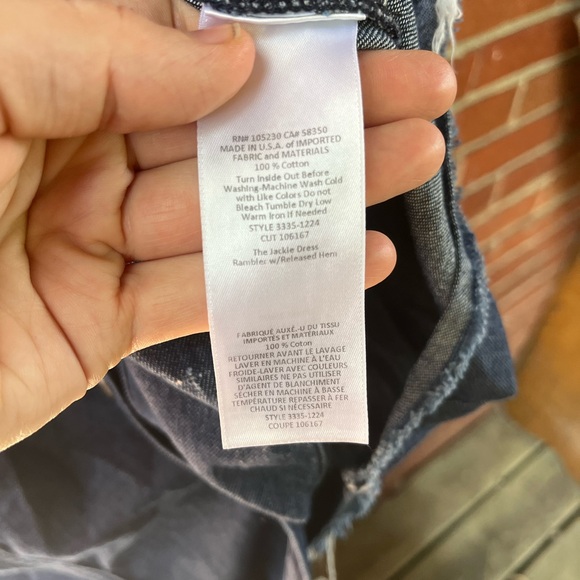 RN# 105230 CA# 58350
MADE IN U.S.A. of IMPORTED
FABRIC and MATERIALS
100 % Cotton
Turn Inside Out Before
Washing-Machine Wash Cold
with Like Colors Do not
Bleach Tumble Dry Low
Warm Iron If Needed
STYLE 3335-1224
CUT 106167
The Jackie Dress
Rambler w/Released Hem
FABRIQUÉ AUXÉ.-U DU TISSU
IMPORTÉS ET MATÉRIAUX
100 % Coton
RETOURNER AVANT LE LAVAGE
LAVER EN MACHINE À L'EAU
FROIDE-LAVER AVEC COULEURS
SIMILAIRES NE PAS UTILISER
D'AGENT DE BLANCHIMENT
SÉCHER EN MACHINE À BASSE
TEMPÉRATURE REPASSER À FER
CHAUD SI NÉCESSAIRE
STYLE 3335-1224
COUPE 106167